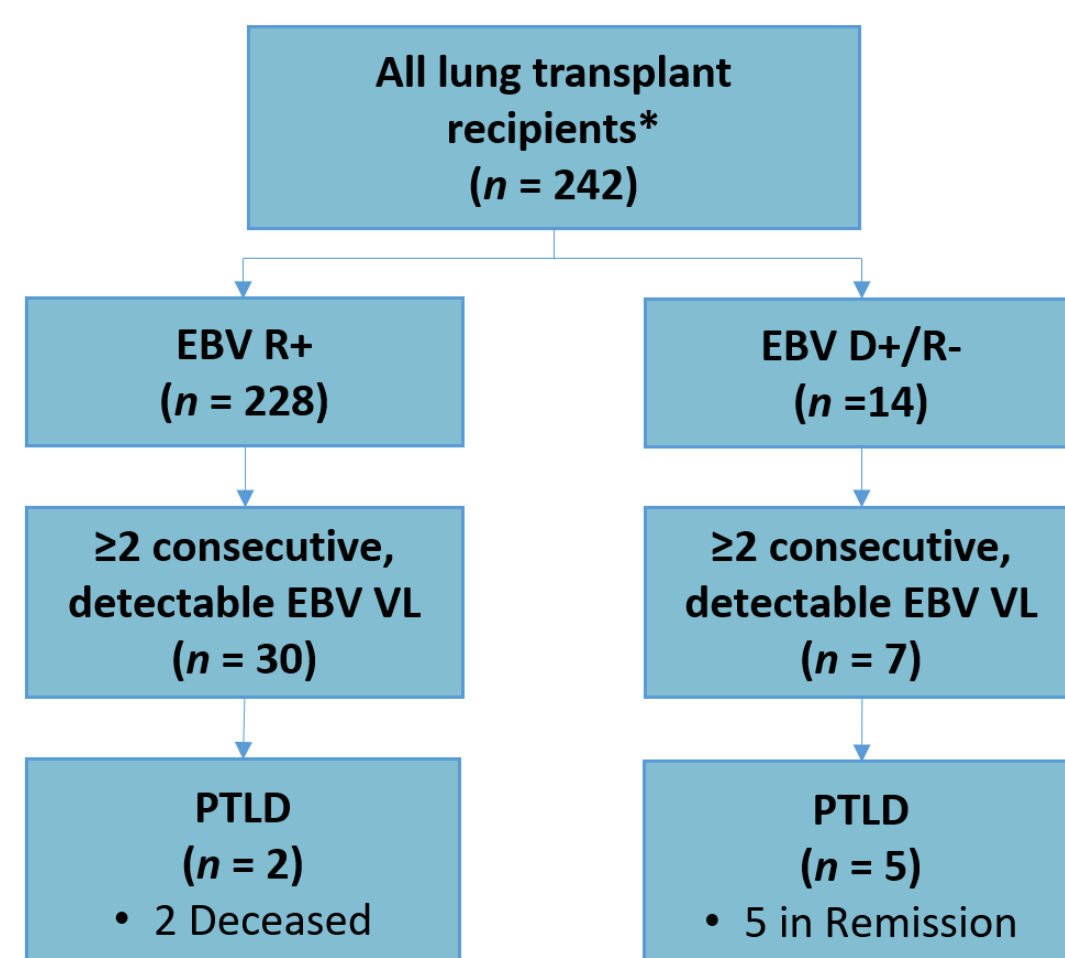 All lung transplant
recipients*
(n = 242)
EBV R+
(n = 228)
EBV D+/R-
(n =14)
≥2 consecutive,
detectable EBV VL
(n = 30)
≥2 consecutive,
detectable EBV VL
(n = 7)
PTLD
(n = 2)
• 2 Deceased
PTLD
(n = 5)
• 5 in Remission